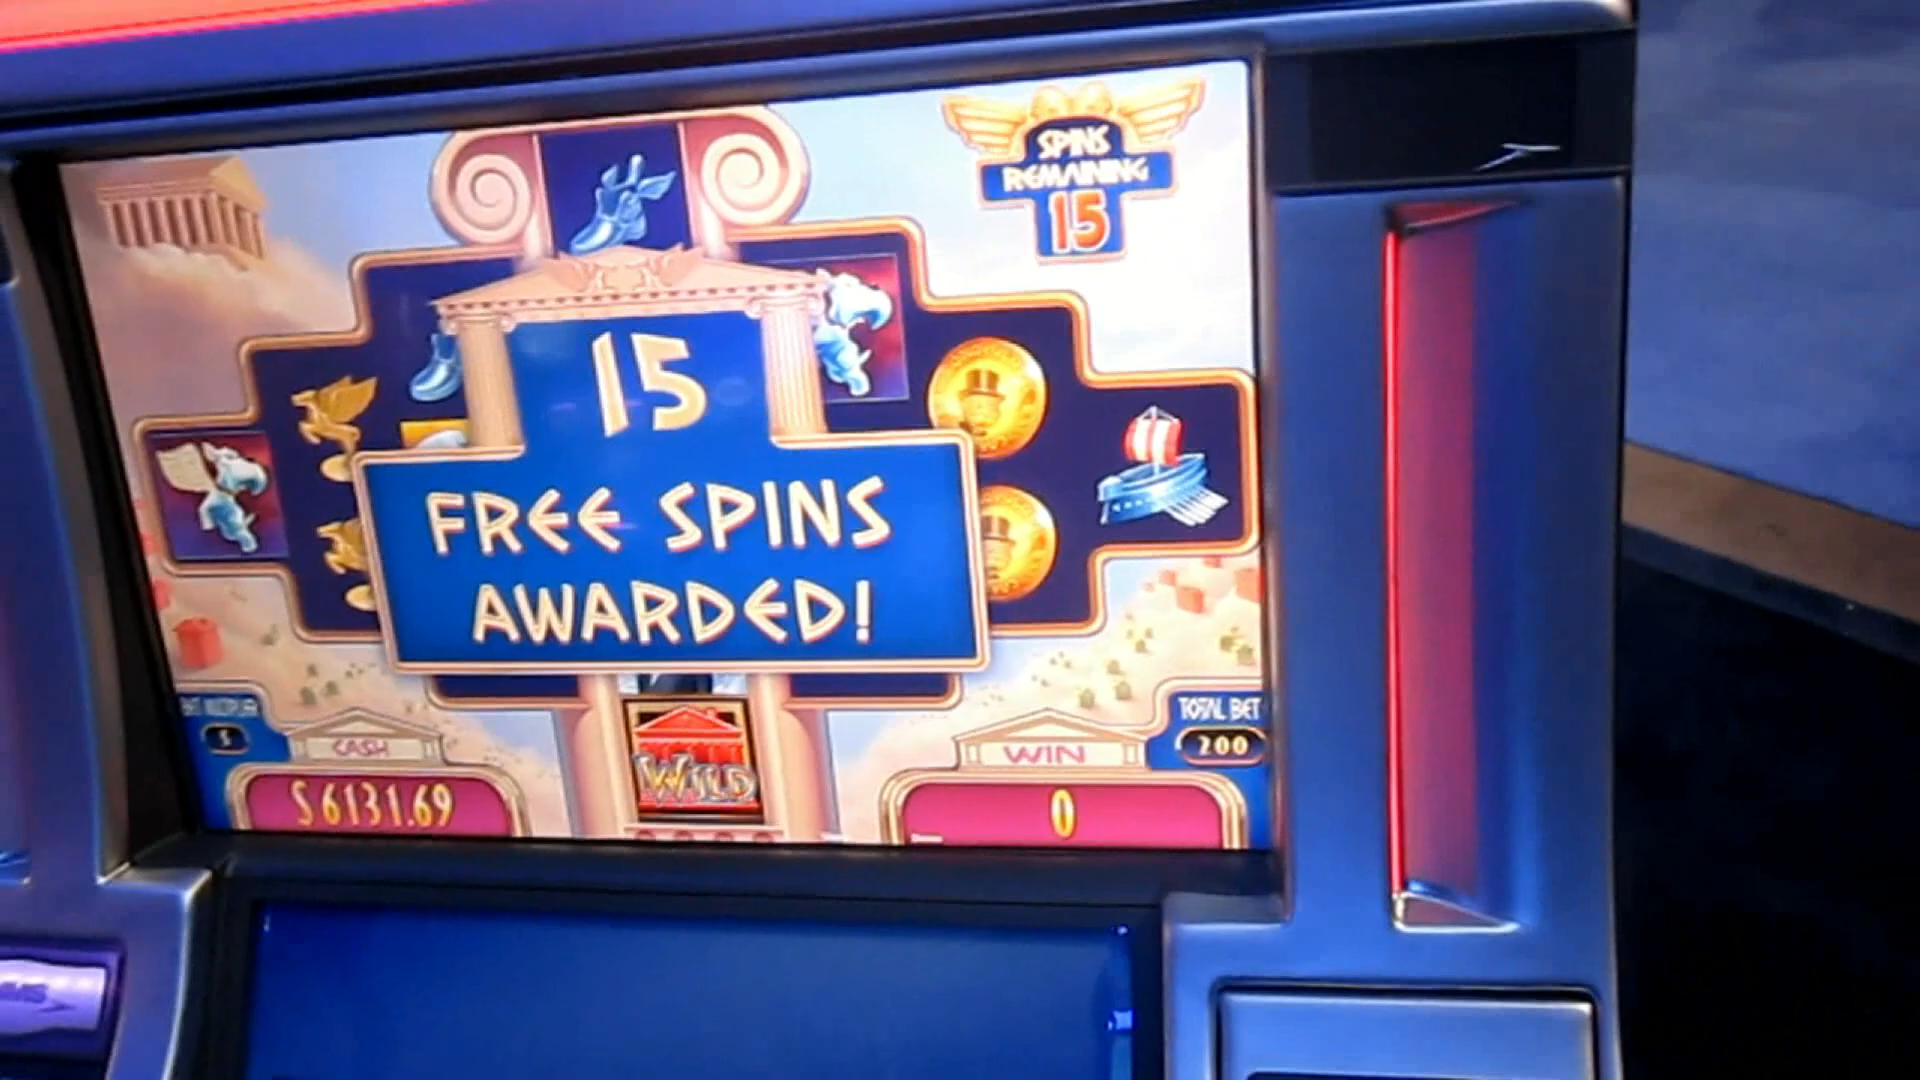 SPINS
REMAINING
15
15
FREE SPINS
AWARDED!
TOTAL BET
200
CASH
$6131.69
WILD
WIN
0